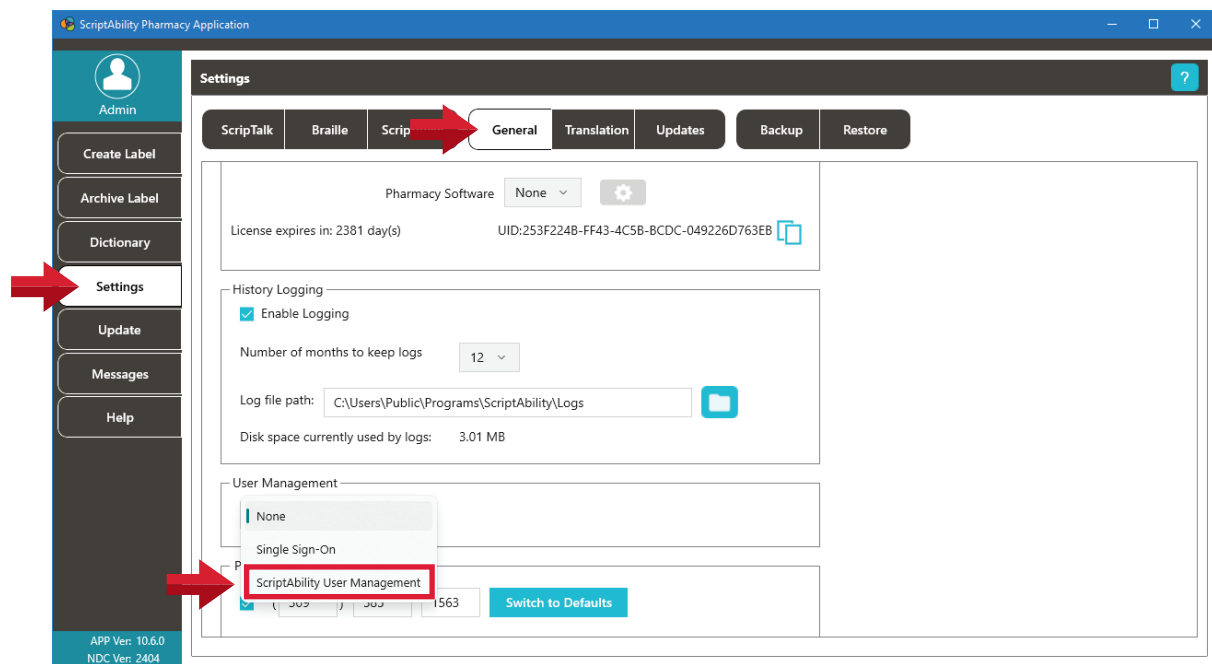 ScriptAbility Pharmacy Application
Admin
Create Label
Archive Label
Dictionary
Settings
Update
Messages
Help
APP Ver: 10.6.0
NDC Ver: 2404
Settings
?
ScripTalk Braille Scrip General Translation Updates Backup Restore
Pharmacy Software None
License expires in: 2381 day(s) UID:253F224B-FF43-4C5B-BCDC-049226D763EB
History Logging
Enable Logging
Number of months to keep logs 12
Log file path: C:\Users\Public\Programs\ScriptAbility\Logs
Disk space currently used by logs: 3.01 MB
User Management
None
Single Sign-On
ScriptAbility User Management
P
( ) 1563 Switch to Defaults